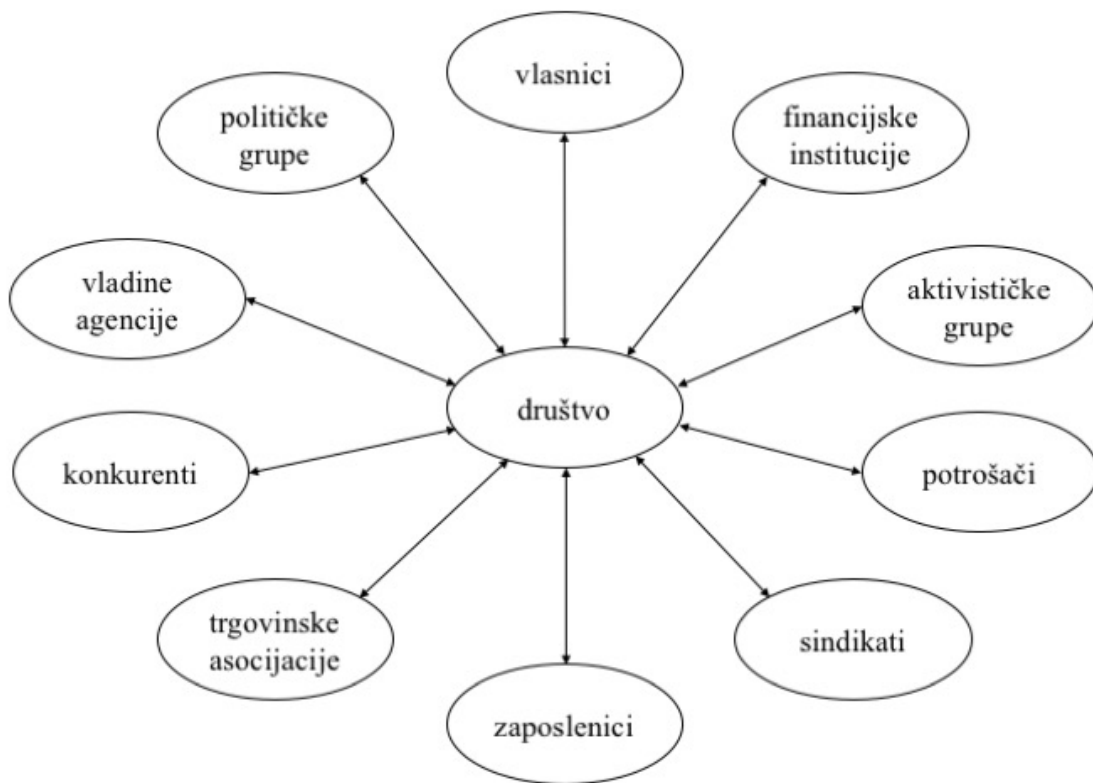 vlasnici
političke
grupe
financijske
institucije
vladine
agencije
aktivističke
grupe
društvo
konkurenti
potrošači
trgovinske
asocijacije
sindikati
zaposlenici